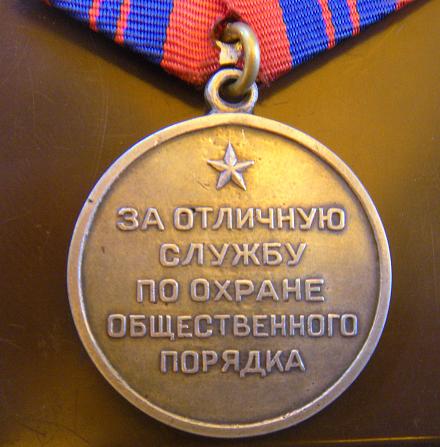 ЗА ОТЛИЧНУЮ
СЛУЖБУ
ПО ОХРАНЕ
ОБЩЕСТВЕННОГО
ПОРЯДКА